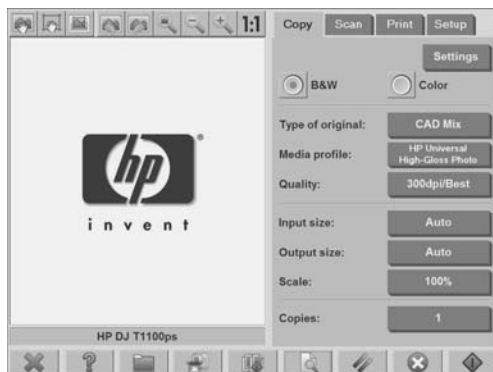 1:1
Copy Scan Print Setup
Settings
B&W Color
Type of original: CAD Mix
Media profile: HP Universal
High-Gloss Photo
Quality: 300dpi/Best
Input size: Auto
Output size: Auto
Scale: 100%
Copies: 1
hp
®
invent
HP DJ T1100ps
?